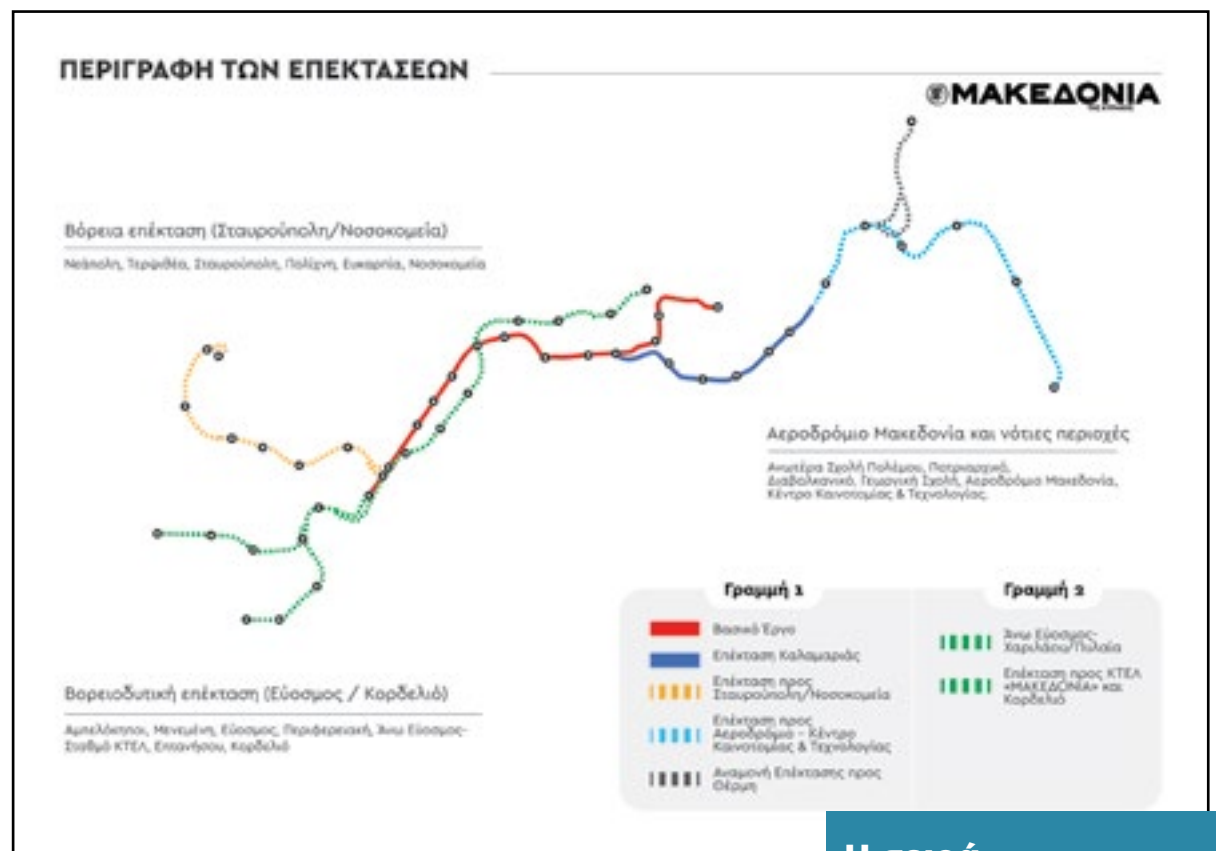 ΠΕΡΙΓΡΑΦΗ ΤΩΝ ΕΠΕΚΤΑΣΕΩΝ
ΜΑΚΕΔΟΝΙΑ
Βόρεια επέκταση (Σταυρούπολη/Νοσοκομεία)
Νεάπολη, Τερψιθέα, Σταυρούπολη, Πολίχνη, Ευκαρπία, Νοσοκομεία
Αεροδρόμιο Μακεδονία και νότιες περιοχές
Ανωτέρα Σχολή Πολέμου, Πατριαρχικό,
Διαβαλκανικό, Γεωργική Σχολή, Αεροδρόμιο Μακεδονία,
Κέντρο Καινοτομίας & Τεχνολογίας.
Βορειοδυτική επέκταση (Εύοσμος / Κορδελιό)
Αμπελόκηποι, Μενεμένη, Εύοσμος, Περιφερειακή, Άνω Εύοσμος-
Σταθμό ΚΤΕΛ, Επτανήσου, Κορδελιό
Γραμμή 1
Βασικό Έργο
Επέκταση Καλαμαριάς
Επέκταση προς
Σταυρούπολη/Νοσοκομεία
Επέκταση προς
Αεροδρόμιο - Κέντρο
Καινοτομίας & Τεχνολογίας
Αναμονή Επέκτασης προς
Θέρμη
Γραμμή 2
Άνω Εύοσμος-
Χαριλάου/Πυλαία
Επέκταση προς ΚΤΕΛ
«ΜΑΚΕΔΟΝΙΑ» και
Κορδελιό